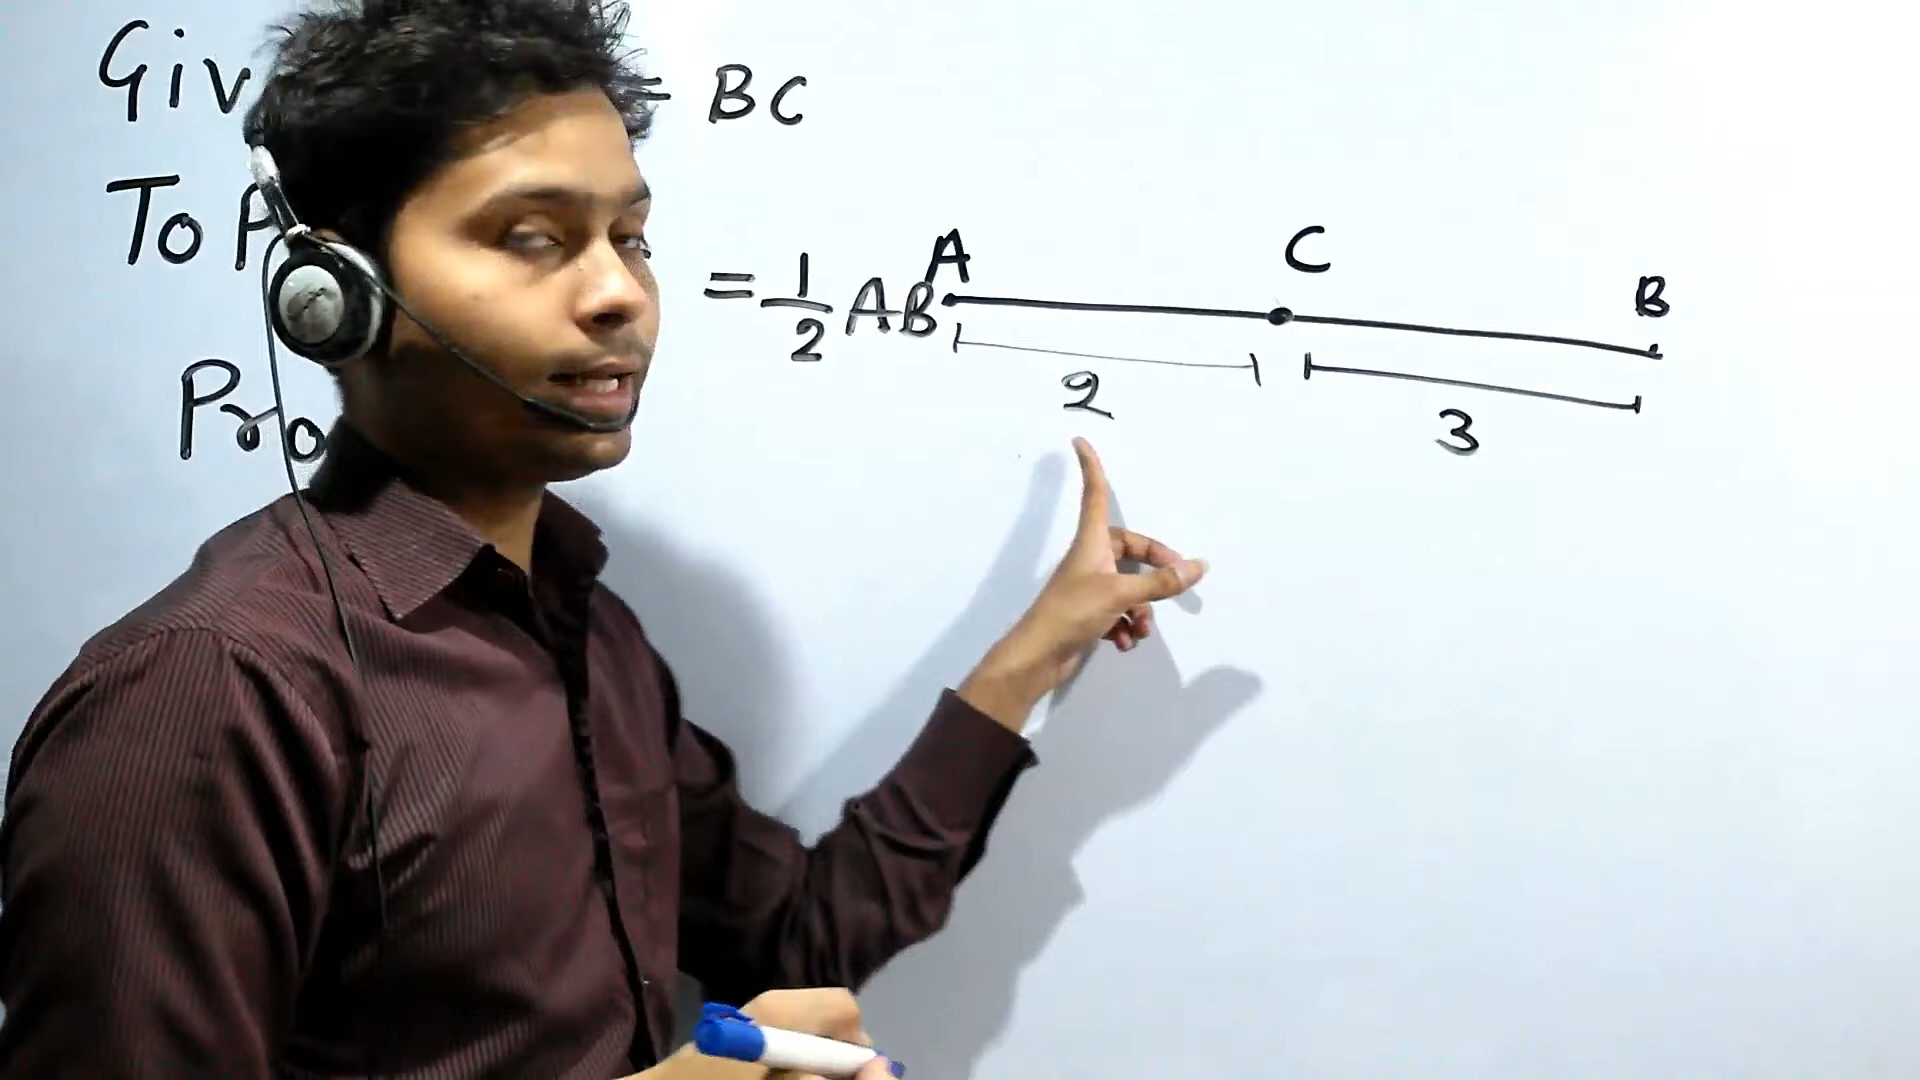 Giv = BC
To P
= 1/2 AB
A C B
2 3
Pro